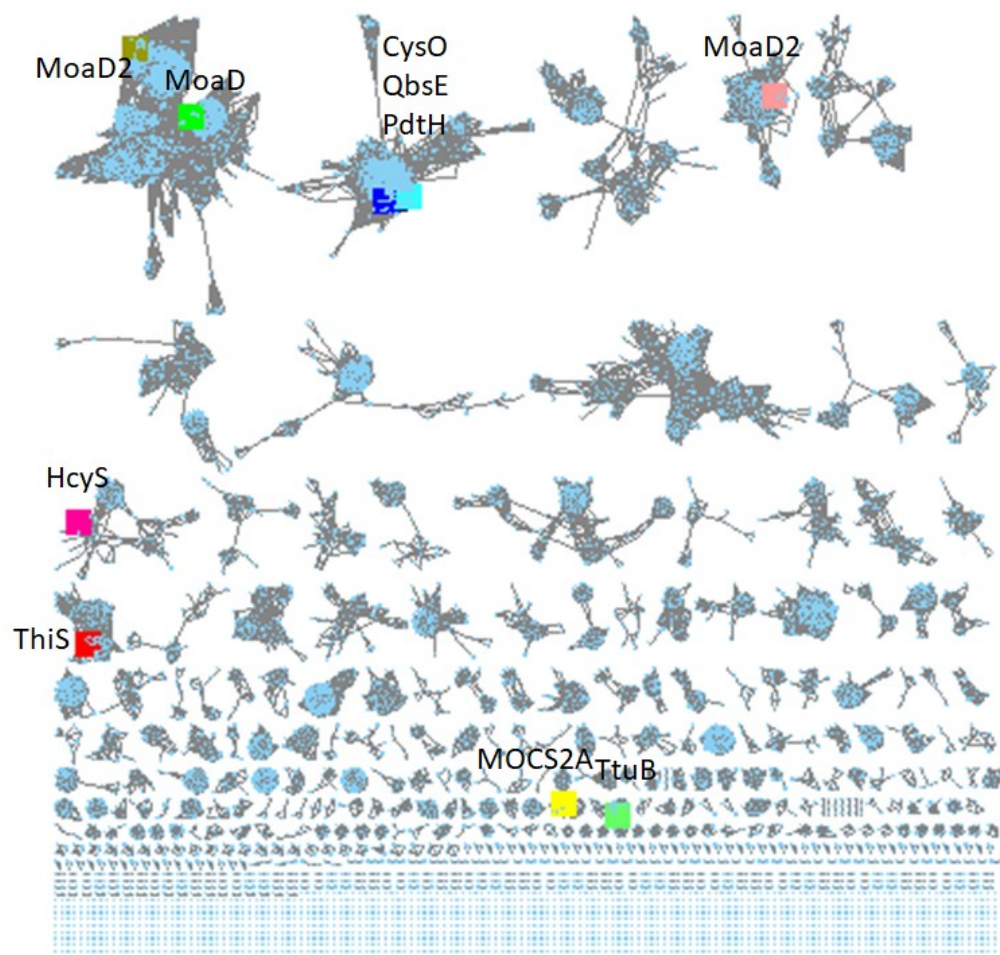 MoaD2
MoaD
CysO
QbsE
PdtH
MoaD2
HcyS
ThiS
MOCS2A
TtuB